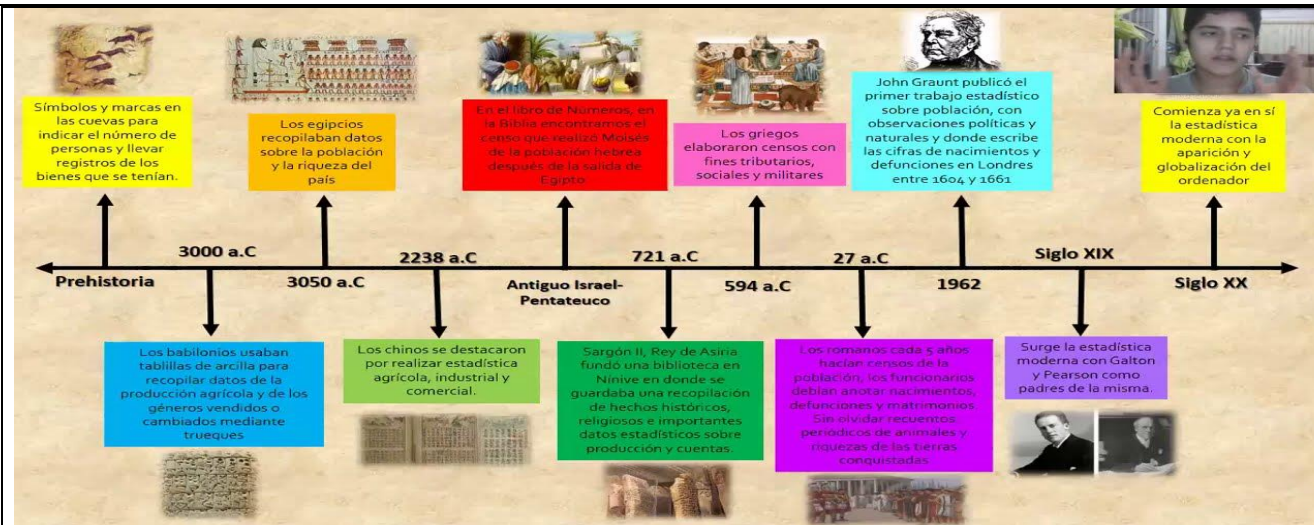 Símbolos y marcas en
las cuevas para
indicar el número de
personas y llevar
registros de los
bienes que se tenían.
Los egipcios
recopilaban datos
sobre la población
y la riqueza del
país
En el libro de Números, en
la Biblia encontramos el
censo que realizó Moisés
de la población hebrea
después de la salida de
Egipto
Los griegos
elaboraron censos con
fines tributarios,
sociales y militares
John Graunt publicó el
primer trabajo estadístico
sobre población, con
observaciones políticas y
naturales y donde escribe
las cifras de nacimientos y
defunciones en Londres
entre 1604 y 1661
Comienza ya en sí
la estadística
moderna con la
aparición y
globalización del
ordenador
Prehistoria
3000 a.C
3050 a.C
2238 a.C
Antiguo Israel-
Pentateuco
721 a.C
594 a.C
27 a.C
1962
Siglo XIX
Siglo XX
Los babilonios usaban
tablillas de arcilla para
recopilar datos de la
producción agrícola y de los
géneros vendidos o
cambiados mediante
trueques
Los chinos se destacaron
por realizar estadística
agrícola, industrial y
comercial.
Sargón II, Rey de Asiria
fundó una biblioteca en
Nínive en donde se
guardaba una recopilación
de hechos históricos,
religiosos e importantes
datos estadísticos sobre
producción y cuentas.
Los romanos cada 5 años
hacían censos de la
población, los funcionarios
debían anotar nacimientos,
defunciones y matrimonios
Sin olvidar recuentos
periódicos de animales y
riquezas de las tierras
conquistadas
Surge la estadística
moderna con Galton
y Pearson como
padres de la misma.